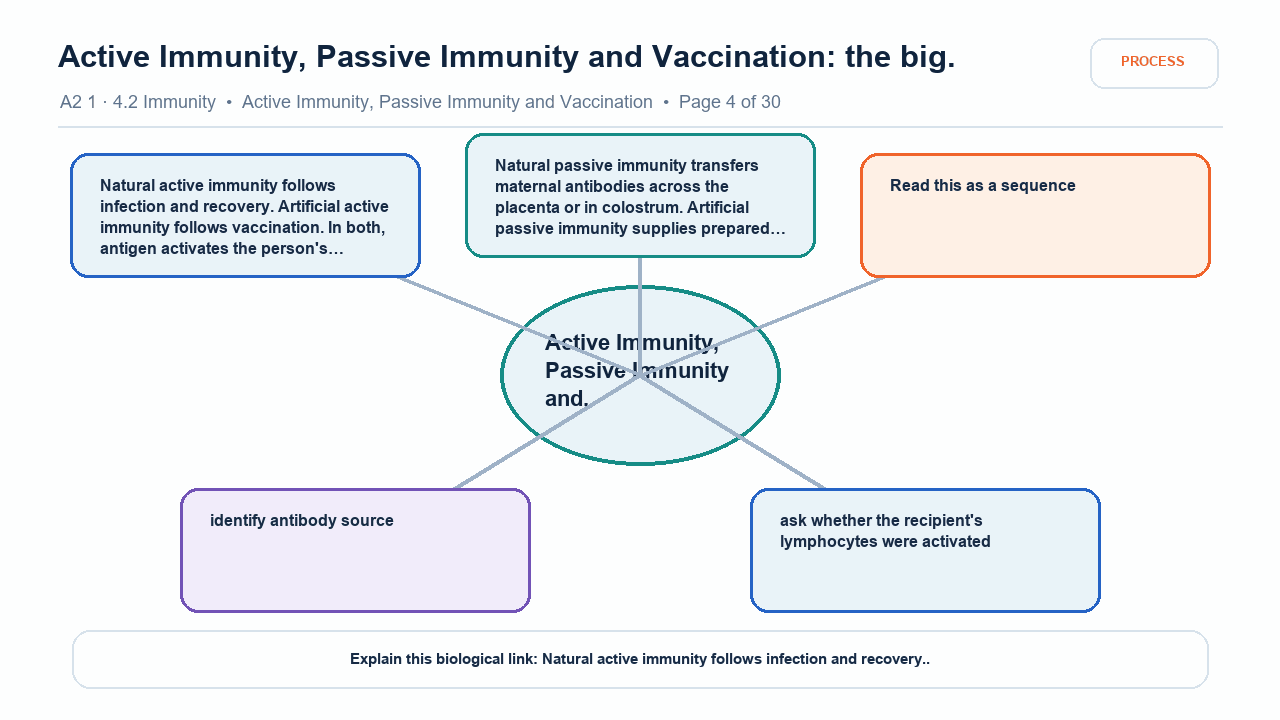 Active Immunity, Passive Immunity and Vaccination: the big.
PROCESS
A2 1 · 4.2 Immunity • Active Immunity, Passive Immunity and Vaccination • Page 4 of 30
Natural active immunity follows
infection and recovery. Artificial active
immunity follows vaccination. In both,
antigen activates the person's…
Natural passive immunity transfers
maternal antibodies across the
placenta or in colostrum. Artificial
passive immunity supplies prepared…
Read this as a sequence
Active Immunity,
Passive Immunity
and.
identify antibody source
ask whether the recipient's
lymphocytes were activated
Explain this biological link: Natural active immunity follows infection and recovery..